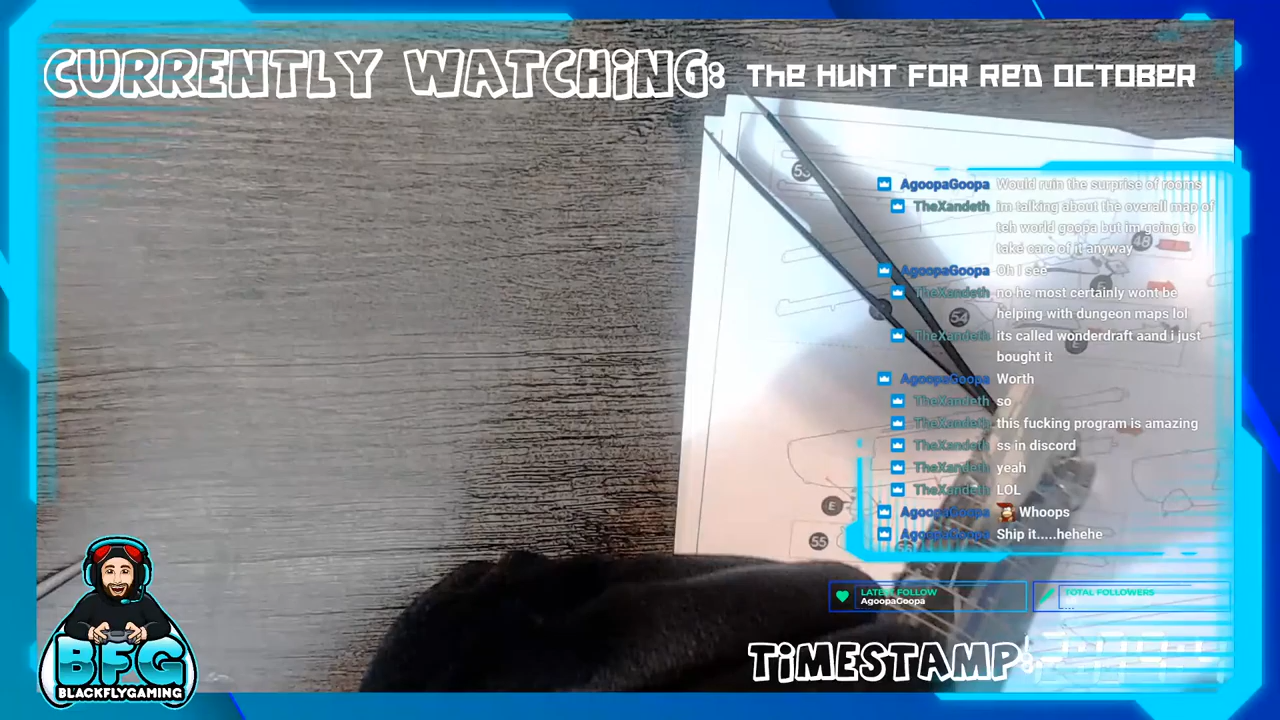 CURRENTLY WATCHING: THE HUNT FOR RED OCTOBER
AgoopaGoopa Would ruin the surprise of rooms
TheXandeth im talking about the overall map of
teh world goopa but im going to
take care of it anyway
AgoopaGoopa Oh I see
TheXandeth no he most certainly wont be
helping with dungeon maps lol
TheXandeth its called wonderdraft aand i just
bought it
AgoopaGoopa Worth
TheXandeth so
TheXandeth this fucking program is amazing
TheXandeth ss in discord
TheXandeth yeah
TheXandeth LOL
AgoopaGoopa Whoops
AgoopaGoopa Ship it.....hehehe
53
48
54
E
E
55
LATEST FOLLOW
AgoopaGoopa
TOTAL FOLLOWERS
TIMESTAMP:
BFG
BLACKFLYGAMING